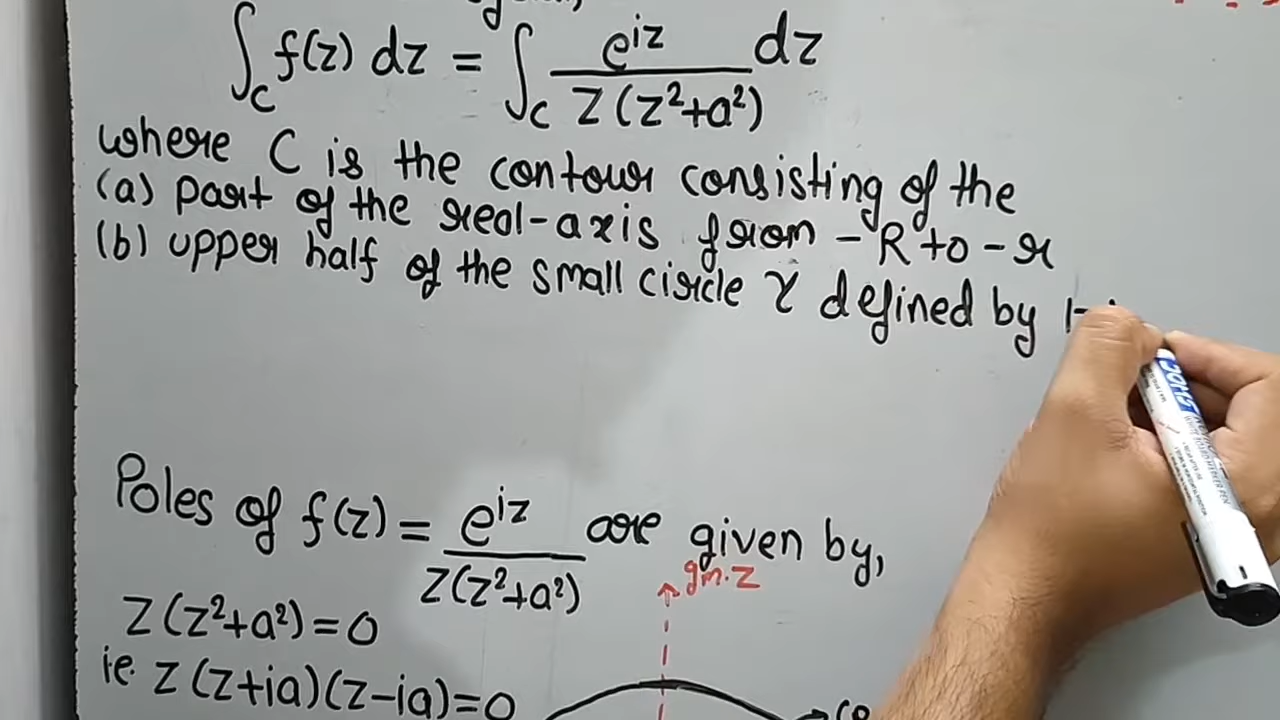 ∫_C f(z) dz = ∫_C e^{iz} / z(z²+a²) dz
where C is the contour consisting of the
(a) part of the real-axis from -R to -r
(b) upper half of the small circle γ defined by
Poles of f(z) = e^{iz} / z(z²+a²) are given by,
z(z²+a²)=0
ie. z(z+ia)(z-ia)=0
Im. z